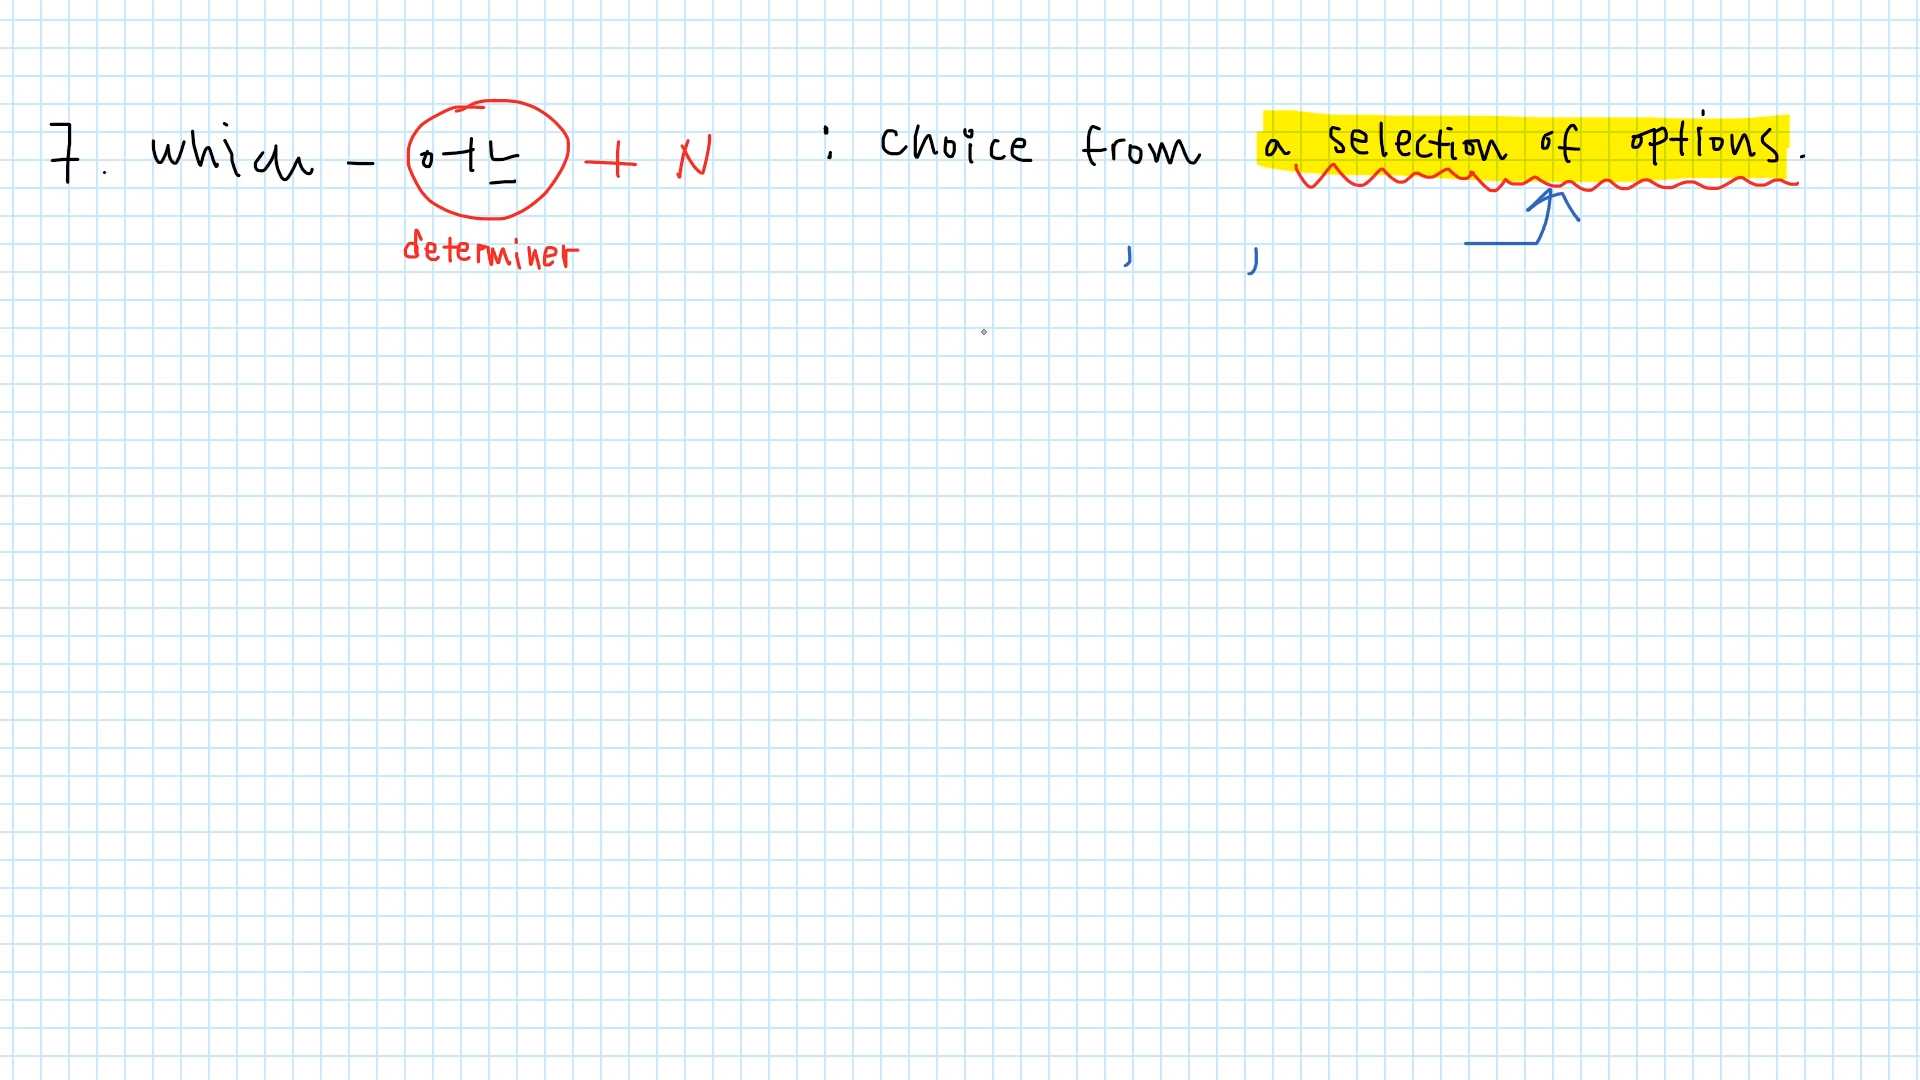 7. which - 어느 + N : choice from a selection of options.
determiner , ,